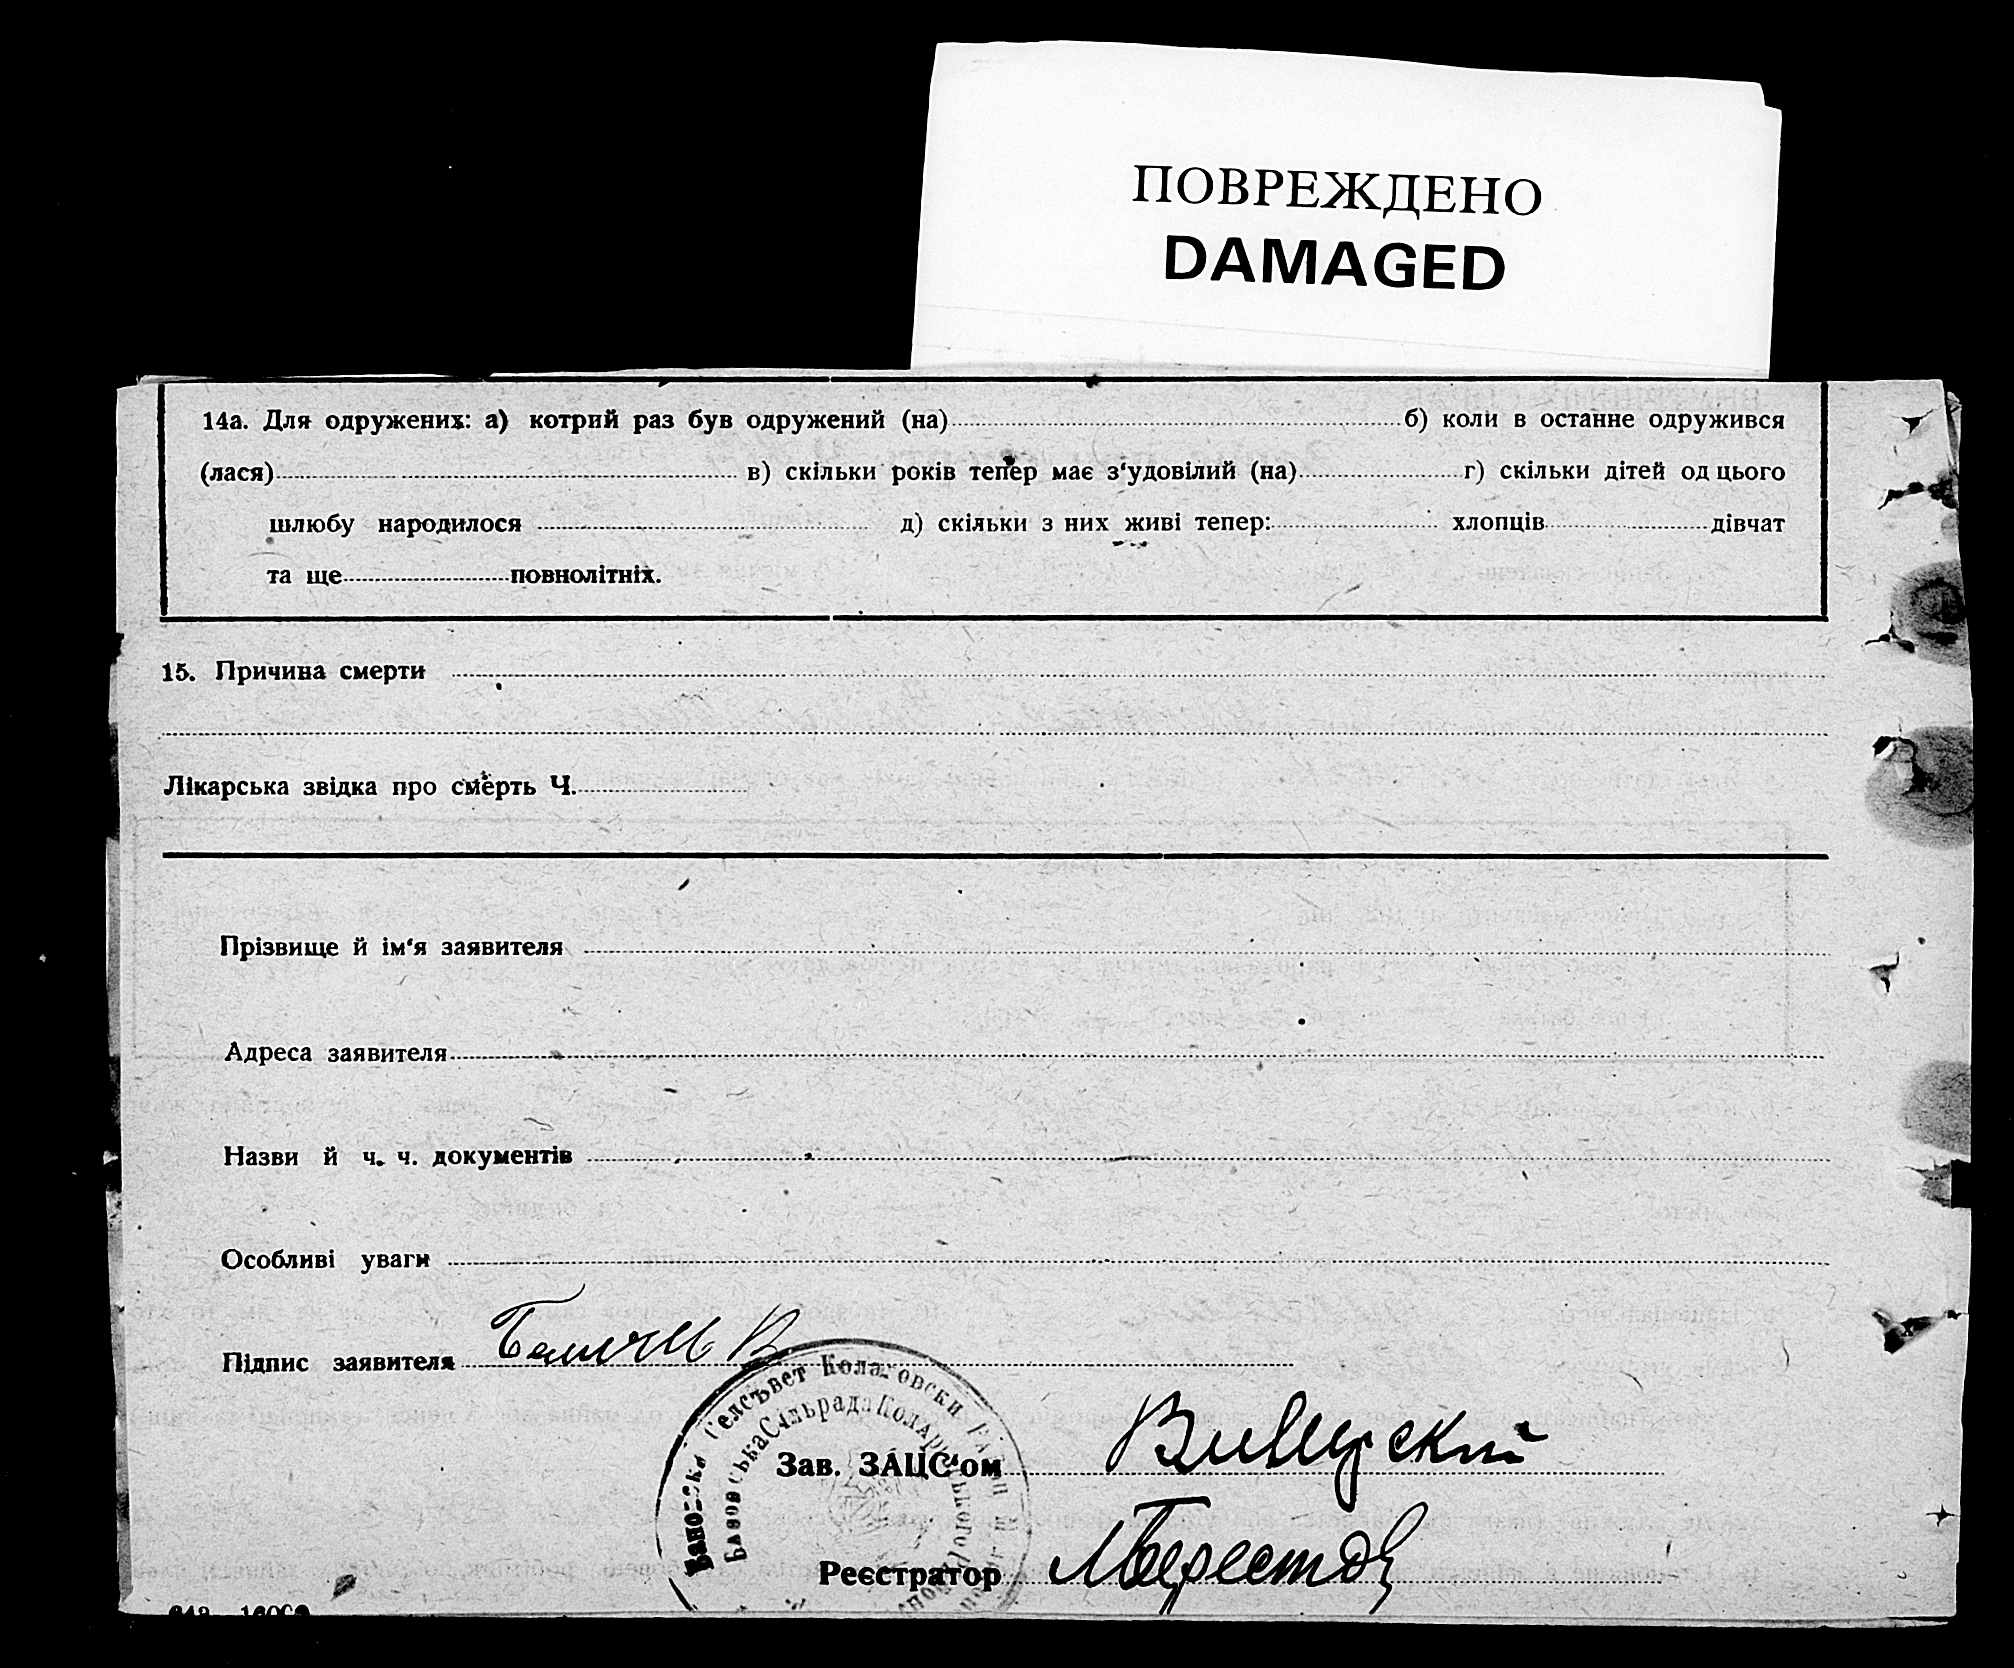 ПОВРЕЖДЕНО
DAMAGED
14а. Для одружених: а) котрий раз був одружений (на) б) коли в останне одружився
(лася) в) скільки років тепер має з'удовілий (на) г) скільки дітей од цього
шлюбу народилося д) скільки з них живі тепер: хлопців дівчат
та ще повнолітніх.
15. Причина смерти
Лікарська звідка про смерть Ч.
Прізвище й ім'я заявителя
Адреса заявителя
Назви й ч. ч. документів
Особливі уваги
Підпис заявителя
Зав. ЗАЦС'ом
Реєстратор